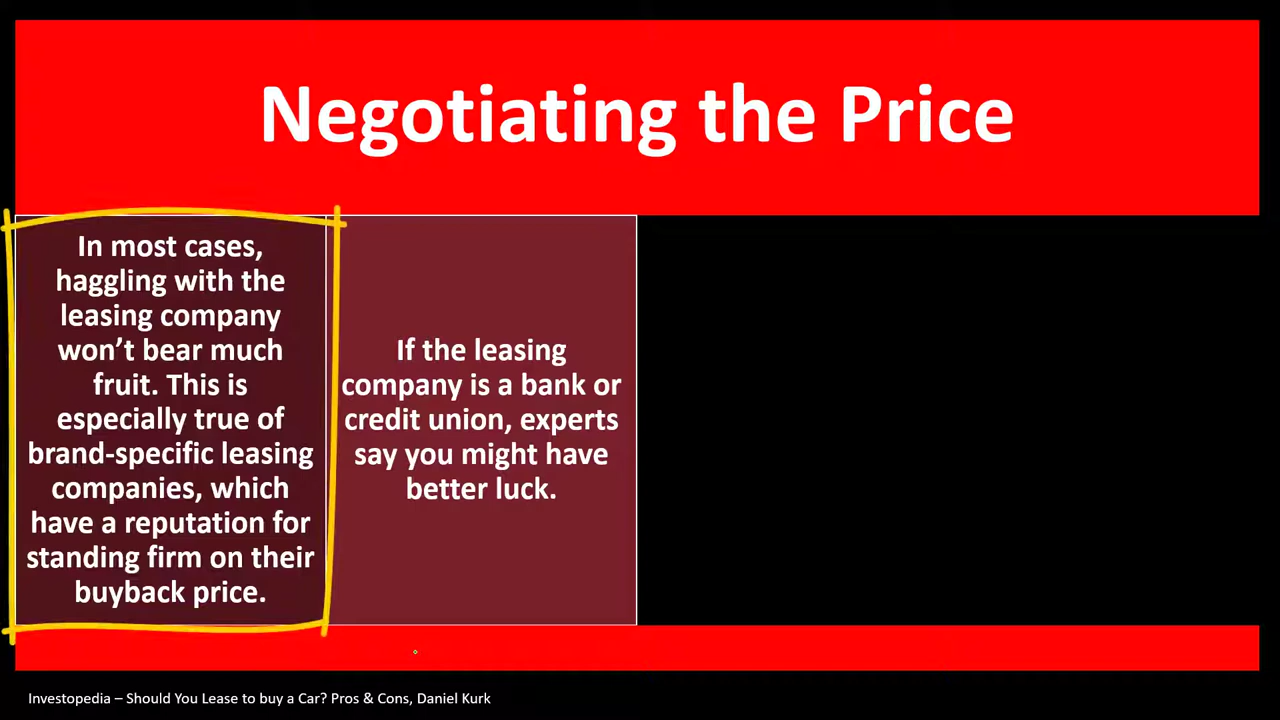 Negotiating the Price
In most cases,
haggling with the
leasing company
won’t bear much
fruit. This is
especially true of
brand-specific leasing
companies, which
have a reputation for
standing firm on their
buyback price.
If the leasing
company is a bank or
credit union, experts
say you might have
better luck.
Investopedia – Should You Lease to buy a Car? Pros & Cons, Daniel Kurk